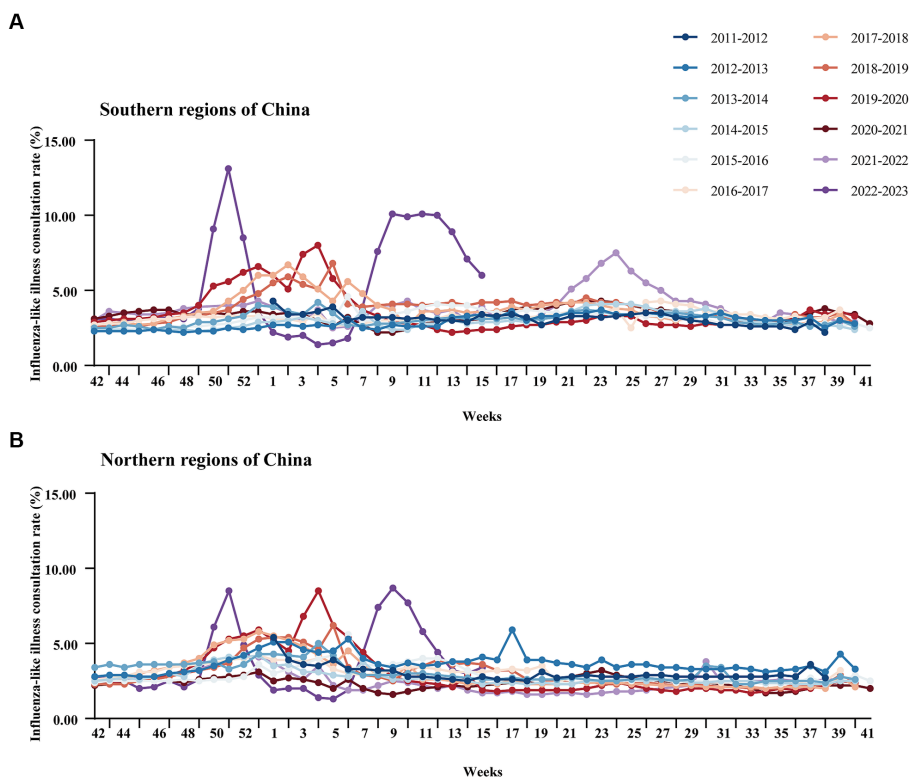 A
2011-2012
2017-2018
2012-2013
2018-2019
2013-2014
2019-2020
2014-2015
2020-2021
2015-2016
2021-2022
2016-2017
2022-2023
Southern regions of China
Influenza-like illness consultation rate (%)
15.00
10.00
5.00
0.00
42 44 46 48 50 52 1 3 5 7 9 11 13 15 17 19 21 23 25 27 29 31 33 35 37 39 41
Weeks
B
Northern regions of China
Influenza-like illness consultation rate (%)
15.00
10.00
5.00
0.00
42 44 46 48 50 52 1 3 5 7 9 11 13 15 17 19 21 23 25 27 29 31 33 35 37 39 41
Weeks